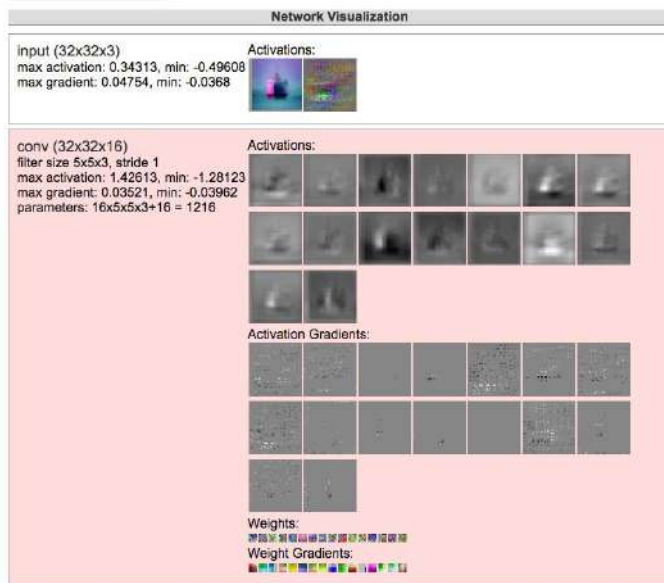 Network Visualization
input (32x32x3)
max activation: 0.34313, min: -0.49608
max gradient: 0.04754, min: -0.0368
Activations:
conv (32x32x16)
filter size 5x5x3, stride 1
max activation: 1.42613, min: -1.28123
max gradient: 0.03521, min: -0.03962
parameters: 16x5x5x3+16 = 1216
Activations:
Activation Gradients:
Weights:
Weight Gradients: